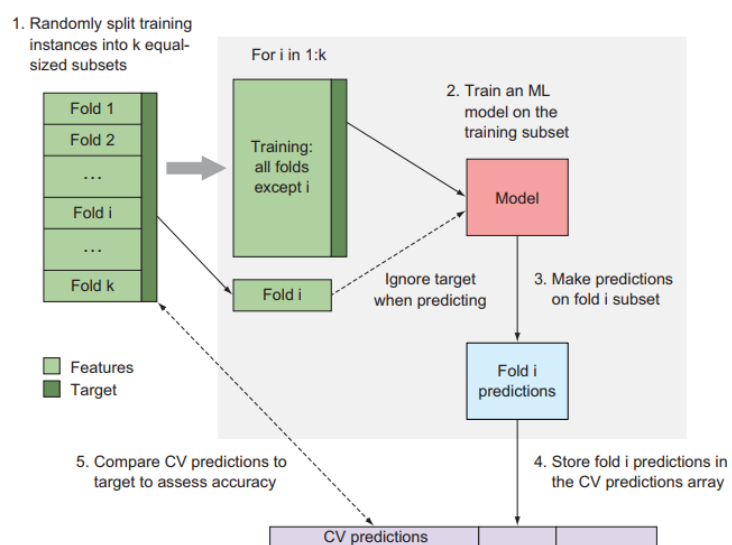 1. Randomly split training
instances into k equal-
sized subsets
For i in 1:k
Fold 1
Fold 2
...
Fold i
...
Fold k
Training:
all folds
except i
2. Train an ML
model on the
training subset
Model
Fold i
Ignore target
when predicting
3. Make predictions
on fold i subset
Features
Target
Fold i
predictions
5. Compare CV predictions to
target to assess accuracy
4. Store fold i predictions in
the CV predictions array
CV predictions